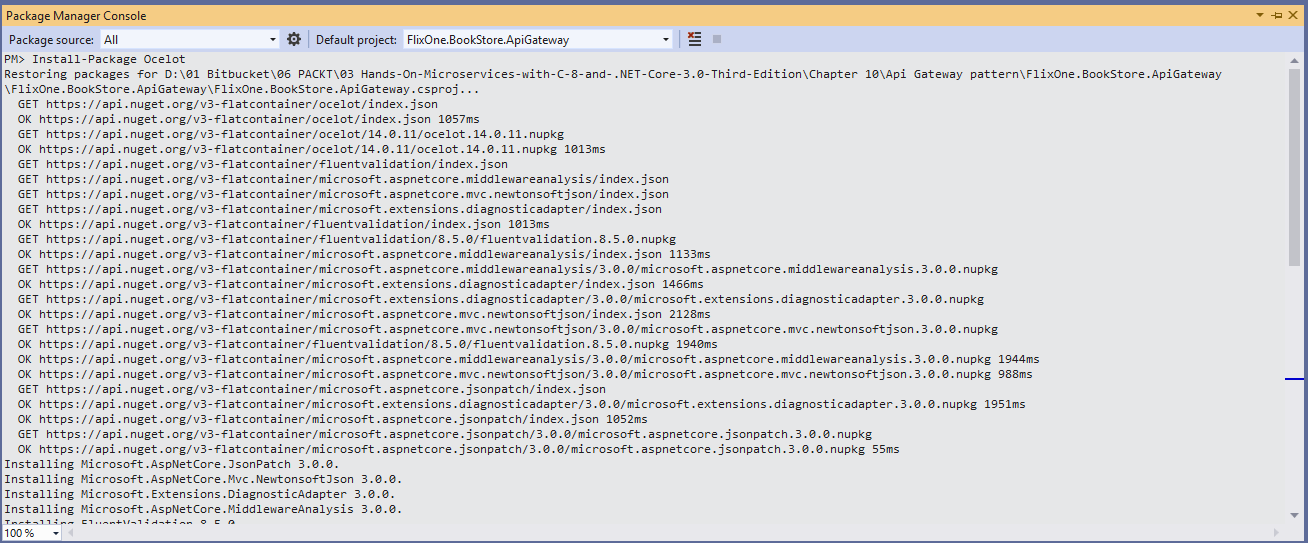 Package Manager Console
Package source: All Default project: FlixOne.BookStore.ApiGateway
PM> Install-Package Ocelot
Restoring packages for D:\01 Bitbucket\06 PACKT\03 Hands-On-Microservices-with-C-8-and-.NET-Core-3.0-Third-Edition\Chapter 10\Api Gateway pattern\FlixOne.BookStore.ApiGateway
\FlixOne.BookStore.ApiGateway\FlixOne.BookStore.ApiGateway.csproj...
GET https://api.nuget.org/v3-flatcontainer/ocelot/index.json
OK https://api.nuget.org/v3-flatcontainer/ocelot/index.json 1057ms
GET https://api.nuget.org/v3-flatcontainer/ocelot/14.0.11/ocelot.14.0.11.nupkg
OK https://api.nuget.org/v3-flatcontainer/ocelot/14.0.11/ocelot.14.0.11.nupkg 1013ms
GET https://api.nuget.org/v3-flatcontainer/fluentvalidation/index.json
GET https://api.nuget.org/v3-flatcontainer/microsoft.aspnetcore.middlewareanalysis/index.json
GET https://api.nuget.org/v3-flatcontainer/microsoft.aspnetcore.mvc.newtonsoftjson/index.json
GET https://api.nuget.org/v3-flatcontainer/microsoft.extensions.diagnosticadapter/index.json
OK https://api.nuget.org/v3-flatcontainer/fluentvalidation/index.json 1013ms
GET https://api.nuget.org/v3-flatcontainer/fluentvalidation/8.5.0/fluentvalidation.8.5.0.nupkg
OK https://api.nuget.org/v3-flatcontainer/microsoft.aspnetcore.middlewareanalysis/index.json 1133ms
GET https://api.nuget.org/v3-flatcontainer/microsoft.aspnetcore.middlewareanalysis/3.0.0/microsoft.aspnetcore.middlewareanalysis.3.0.0.nupkg
OK https://api.nuget.org/v3-flatcontainer/microsoft.extensions.diagnosticadapter/index.json 1466ms
GET https://api.nuget.org/v3-flatcontainer/microsoft.extensions.diagnosticadapter/3.0.0/microsoft.extensions.diagnosticadapter.3.0.0.nupkg
OK https://api.nuget.org/v3-flatcontainer/microsoft.aspnetcore.mvc.newtonsoftjson/index.json 2128ms
GET https://api.nuget.org/v3-flatcontainer/microsoft.aspnetcore.mvc.newtonsoftjson/3.0.0/microsoft.aspnetcore.mvc.newtonsoftjson.3.0.0.nupkg
OK https://api.nuget.org/v3-flatcontainer/fluentvalidation/8.5.0/fluentvalidation.8.5.0.nupkg 1940ms
OK https://api.nuget.org/v3-flatcontainer/microsoft.aspnetcore.middlewareanalysis/3.0.0/microsoft.aspnetcore.middlewareanalysis.3.0.0.nupkg 1944ms
OK https://api.nuget.org/v3-flatcontainer/microsoft.aspnetcore.mvc.newtonsoftjson/3.0.0/microsoft.aspnetcore.mvc.newtonsoftjson.3.0.0.nupkg 988ms
GET https://api.nuget.org/v3-flatcontainer/microsoft.aspnetcore.jsonpatch/index.json
OK https://api.nuget.org/v3-flatcontainer/microsoft.extensions.diagnosticadapter/3.0.0/microsoft.extensions.diagnosticadapter.3.0.0.nupkg 1951ms
OK https://api.nuget.org/v3-flatcontainer/microsoft.aspnetcore.jsonpatch/index.json 1052ms
GET https://api.nuget.org/v3-flatcontainer/microsoft.aspnetcore.jsonpatch/3.0.0/microsoft.aspnetcore.jsonpatch.3.0.0.nupkg
OK https://api.nuget.org/v3-flatcontainer/microsoft.aspnetcore.jsonpatch/3.0.0/microsoft.aspnetcore.jsonpatch.3.0.0.nupkg 55ms
Installing Microsoft.AspNetCore.JsonPatch 3.0.0.
Installing Microsoft.AspNetCore.Mvc.NewtonsoftJson 3.0.0.
Installing Microsoft.Extensions.DiagnosticAdapter 3.0.0.
Installing Microsoft.AspNetCore.MiddlewareAnalysis 3.0.0.
Installing FluentValidation 8.5.0
100 %